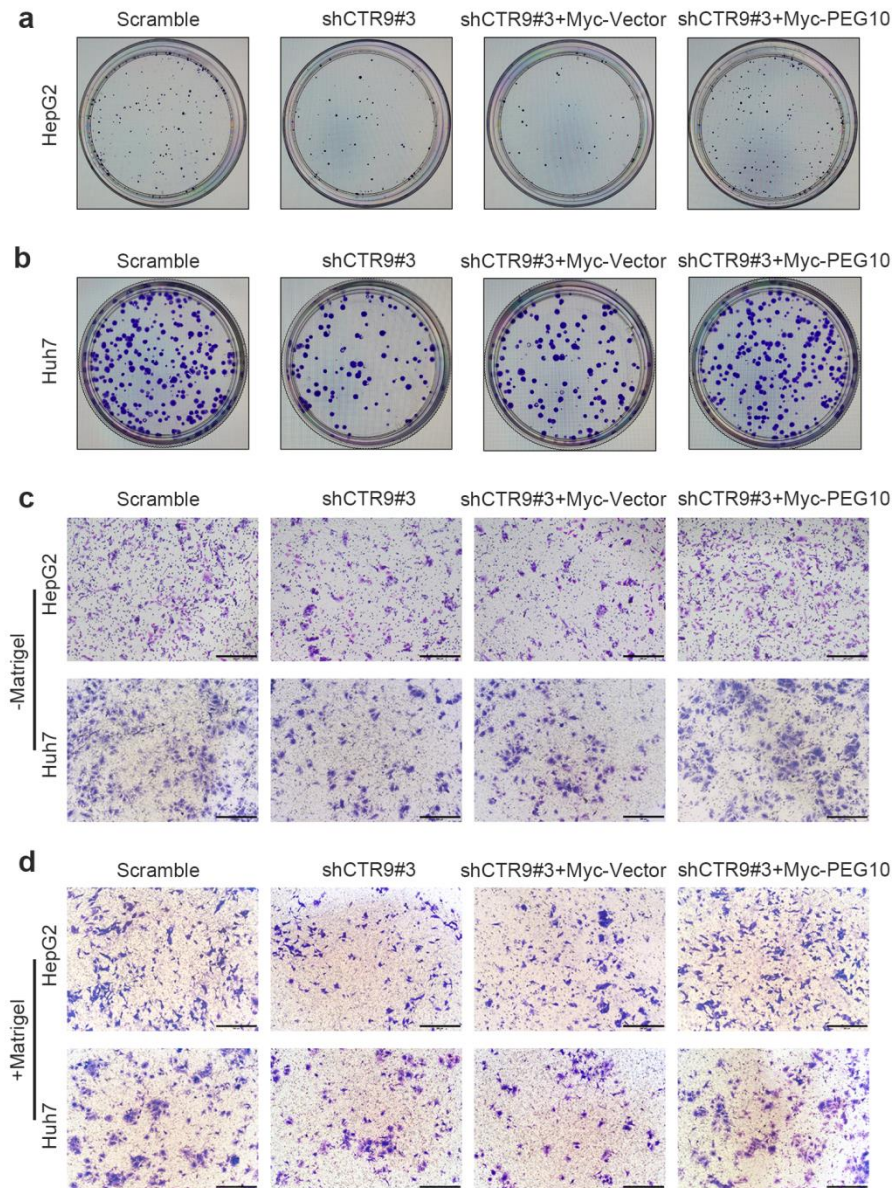 a
Scramble shCTR9#3 shCTR9#3+Myc-Vector shCTR9#3+Myc-PEG10
HepG2
b
Scramble shCTR9#3 shCTR9#3+Myc-Vector shCTR9#3+Myc-PEG10
Huh7
c
Scramble shCTR9#3 shCTR9#3+Myc-Vector shCTR9#3+Myc-PEG10
-Matrigel
HepG2
Huh7
d
Scramble shCTR9#3 shCTR9#3+Myc-Vector shCTR9#3+Myc-PEG10
+Matrigel
HepG2
Huh7